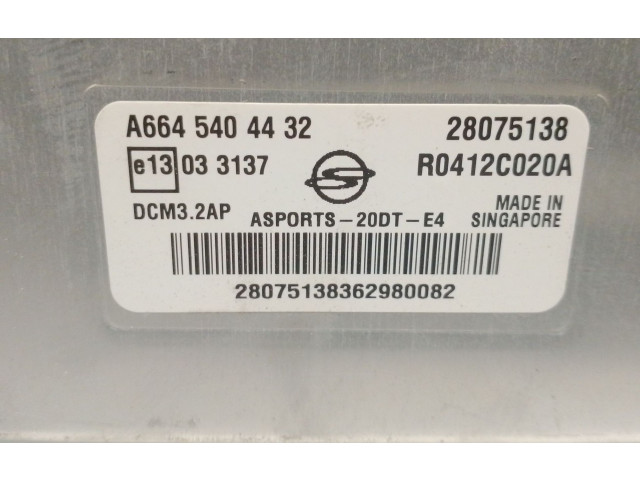 A664 540 44 32 28075138
e13 03 3137 R0412C020A
DCM3.2AP ASPORTS-20DT-E4 MADE IN SINGAPORE
28075138362980082